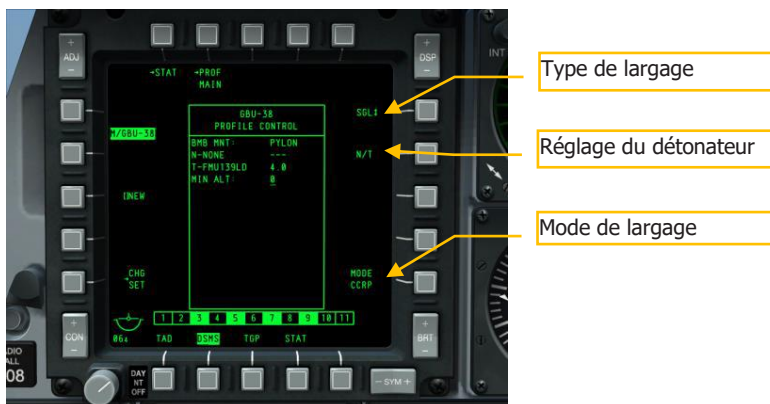 +
ADJ
-
+
DSP
-
INT
→STAT
→PROF
MAIN
Type de largage
GBU-38
PROFILE CONTROL
SGL↕
M/GBU-38
BMB MNT: PYLON
N-NONE ---
T-FMU139LD 4.0
MIN ALT: 0
N/T
Réglage du détonateur
[]NEW
Mode de largage
CHG
SET
MODE
CCRP
1 2 3 4 5 6 7 8 9 10 11
+
CON
-
06
TAD DSMS TGP STAT
+
BRT
-
ALL
08
DAY
NT
OFF
- SYM +